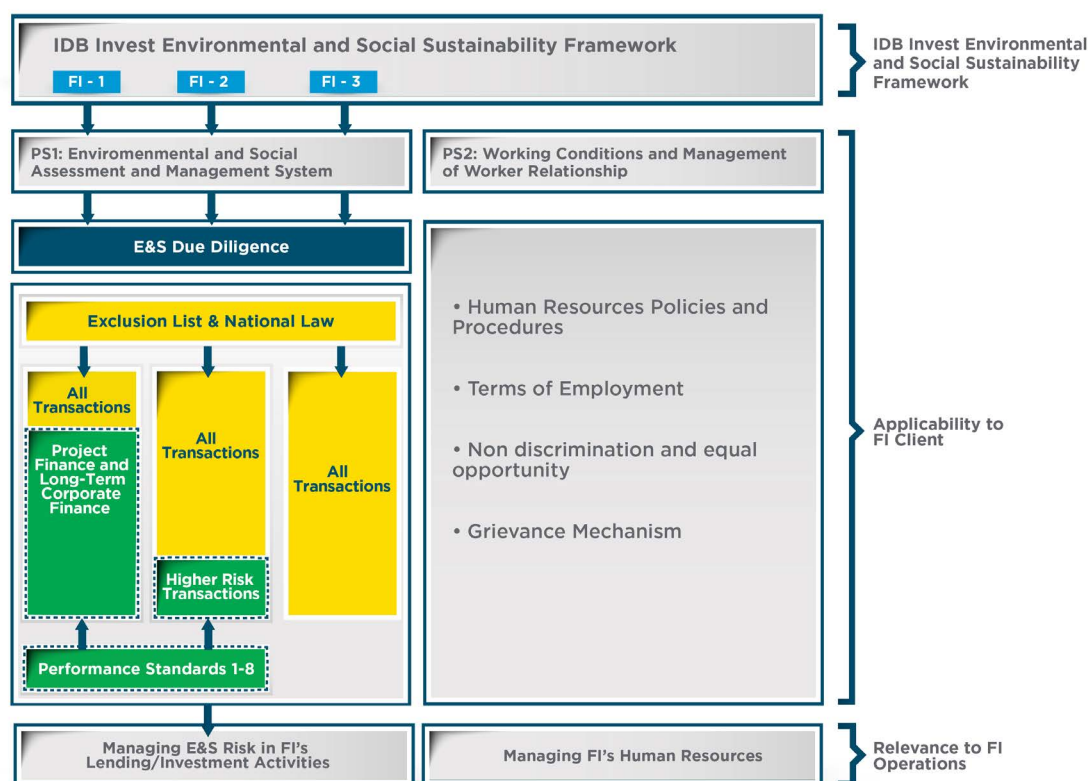 IDB Invest Environmental and Social Sustainability Framework
FI - 1
FI - 2
FI - 3
IDB Invest Environmental
and Social Sustainability
Framework
PS1: Enviromenmental and Social
Assessment and Management System
PS2: Working Conditions and Management
of Worker Relationship
E&S Due Diligence
Exclusion List & National Law
All
Transactions
Project
Finance and
Long-Term
Corporate
Finance
All
Transactions
Higher Risk
Transactions
All
Transactions
Performance Standards 1-8
• Human Resources Policies and
Procedures
• Terms of Employment
• Non discrimination and equal
opportunity
• Grievance Mechanism
Applicability to
FI Client
Managing E&S Risk in FI's
Lending/Investment Activities
Managing FI's Human Resources
Relevance to FI
Operations